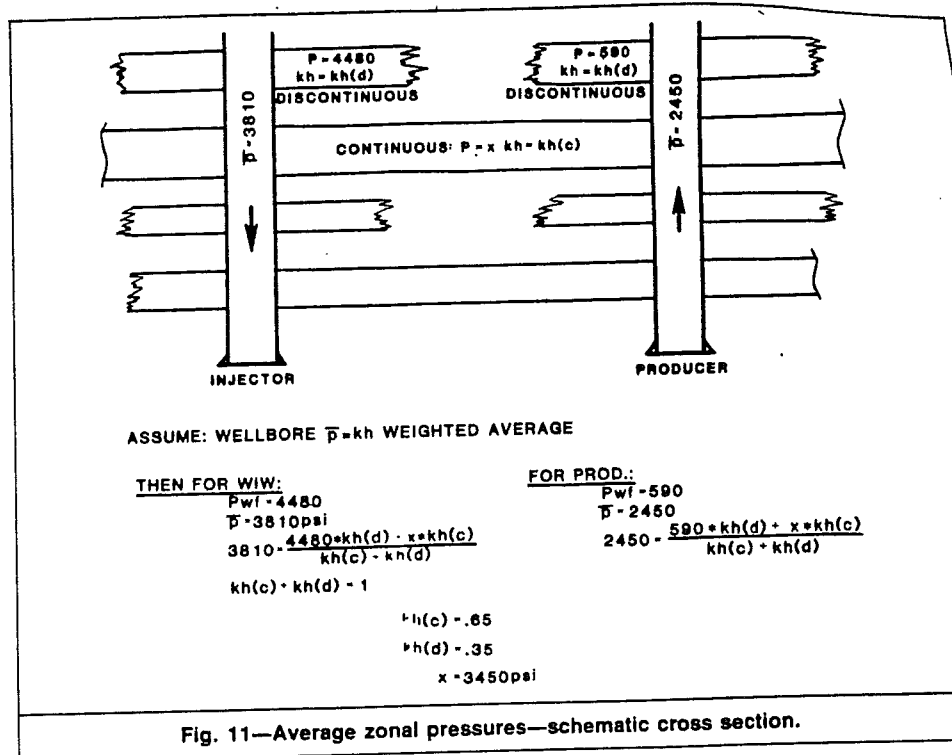 P-4480
kh-kh(d)
DISCONTINUOUS
P-590
kh-kh(d)
DISCONTINUOUS
p̅-3810
p̅-2450
CONTINUOUS: P-x kh-kh(c)
INJECTOR
PRODUCER
ASSUME: WELLBORE p̅=kh WEIGHTED AVERAGE
THEN FOR WIW:
Pwf-4480
p̅-3810psi
3810-4480*kh(d)-x*kh(c)/kh(c)-kh(d)
kh(c)+kh(d)-1
FOR PROD.:
Pwf-590
p̅-2450
2450-590*kh(d)+x*kh(c)/kh(c)+kh(d)
kh(c)-.65
kh(d)-.35
x-3450psi
Fig. 11—Average zonal pressures—schematic cross section.